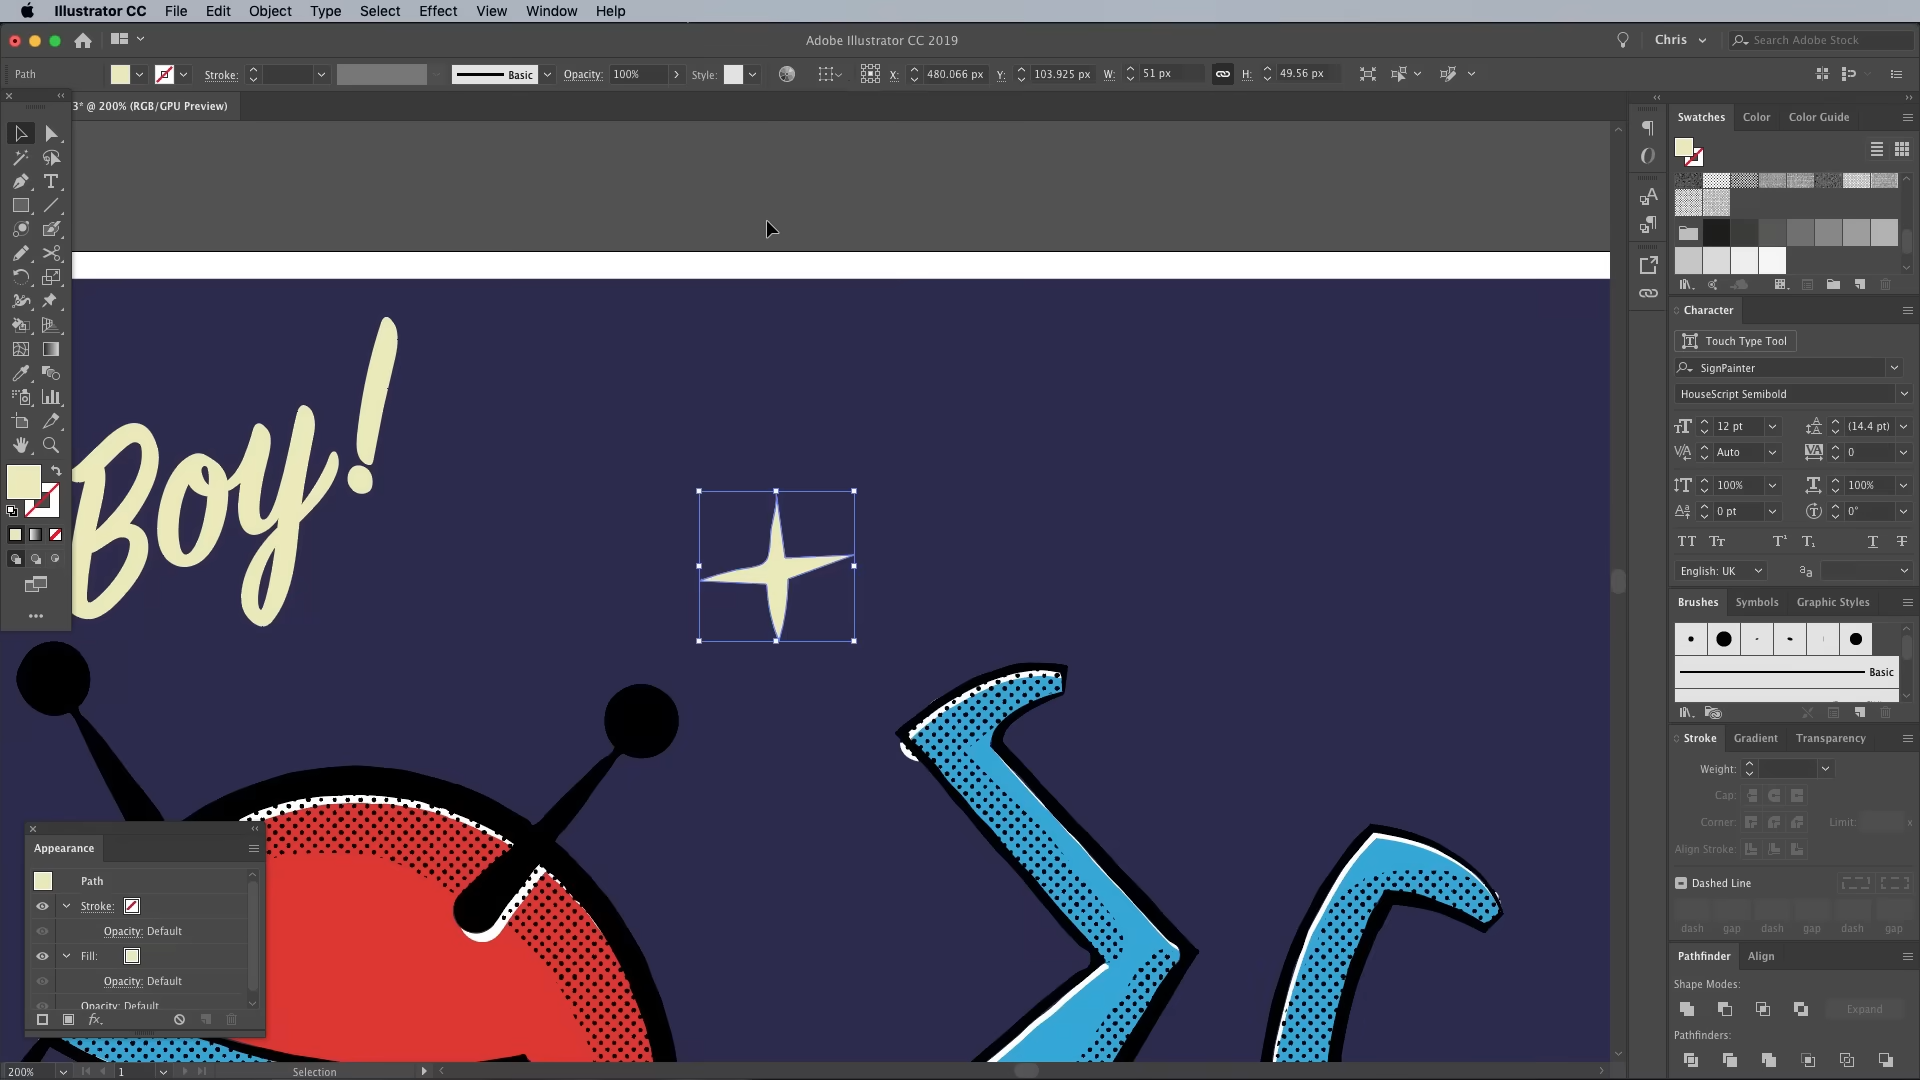 Illustrator CC File Edit Object Type Select Effect View Window Help
Adobe Illustrator CC 2019
Chris
Search Adobe Stock
Path
Stroke:
Basic
Opacity: 100%
Style:
X: 480.066 px
Y: 103.925 px
W: 51 px
H: 49.56 px
3* @ 200% (RGB/GPU Preview)
Boy!
Swatches Color Color Guide
Character
Touch Type Tool
SignPainter
HouseScript Semibold
12 pt
(14.4 pt)
Auto
0
100%
100%
0 pt
0°
English: UK
Brushes Symbols Graphic Styles
Basic
Stroke Gradient Transparency
Weight:
Cap:
Corner:
Limit:
x
Align Stroke:
Dashed Line
dash gap dash gap dash gap
Pathfinder Align
Shape Modes:
Expand
Pathfinders:
Appearance
Path
Stroke:
Opacity: Default
Fill:
Opacity: Default
Opacity: Default
fx
200%
1
Selection